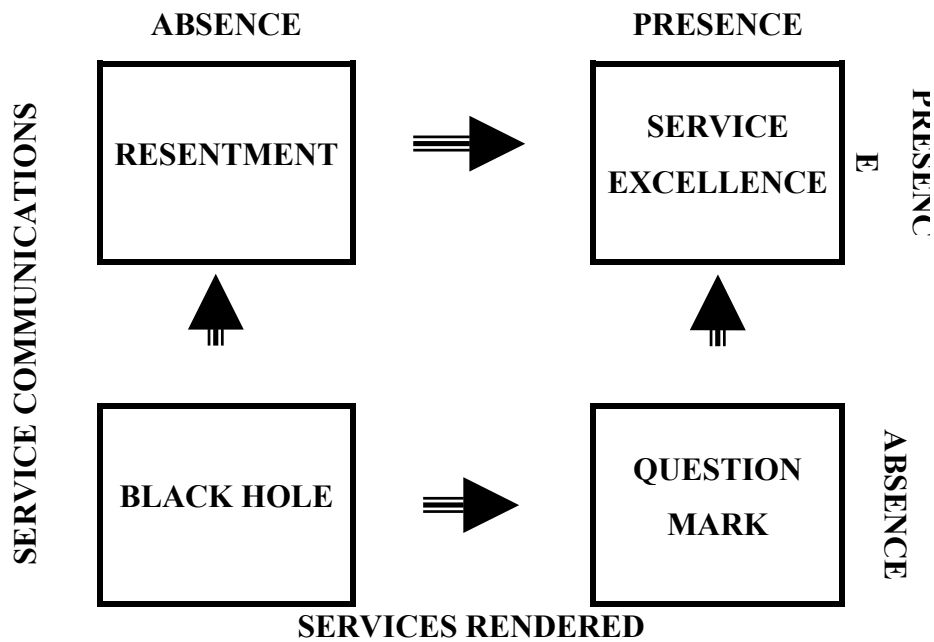 ABSENCE
PRESENCE
SERVICE COMMUNICATIONS
RESENTMENT
SERVICE
EXCELLENCE
PRESENC
E
BLACK HOLE
QUESTION
MARK
ABSENCE
SERVICES RENDERED